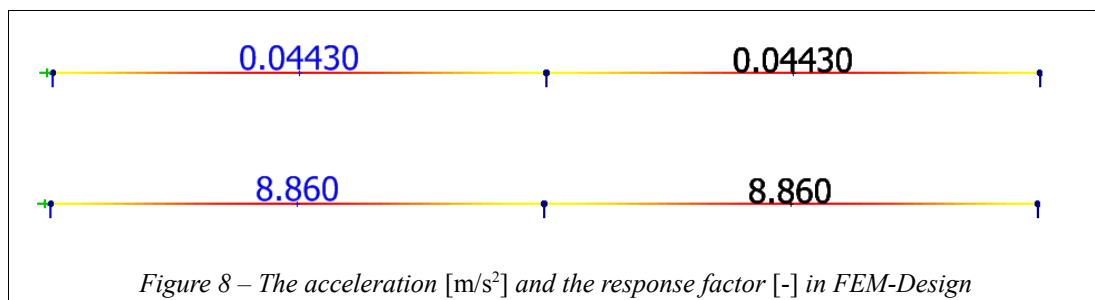 0.04430 0.04430
8.860 8.860
Figure 8 – The acceleration [m/s²] and the response factor [-] in FEM-Design